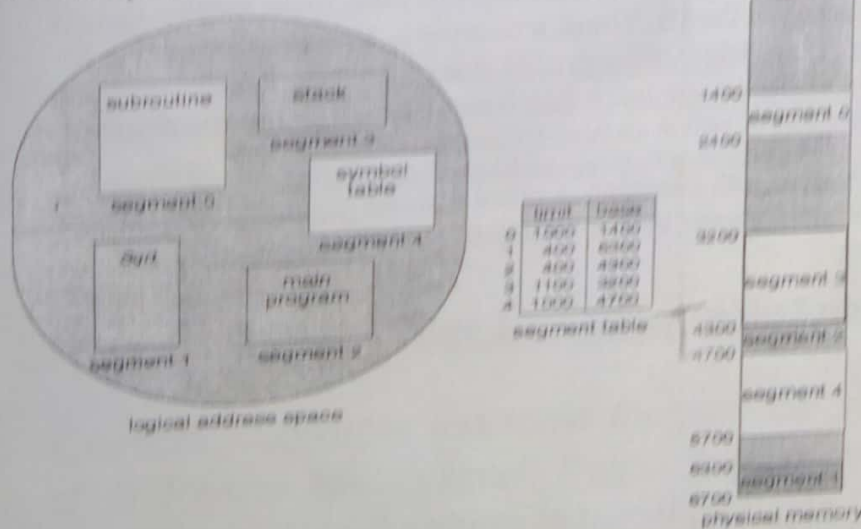 subroutine
stack
segment 3
symbol
table
segment 0
segment 4
Sqrt
main
program
segment 1
segment 2
logical address space
limit base
0 1000 1400
1 400 6300
2 400 4300
3 1100 3200
4 1000 4700
segment table
1400
segment 0
2400
3200
segment 3
4300
segment 2
4700
segment 4
5700
6300
segment 1
6700
physical memory